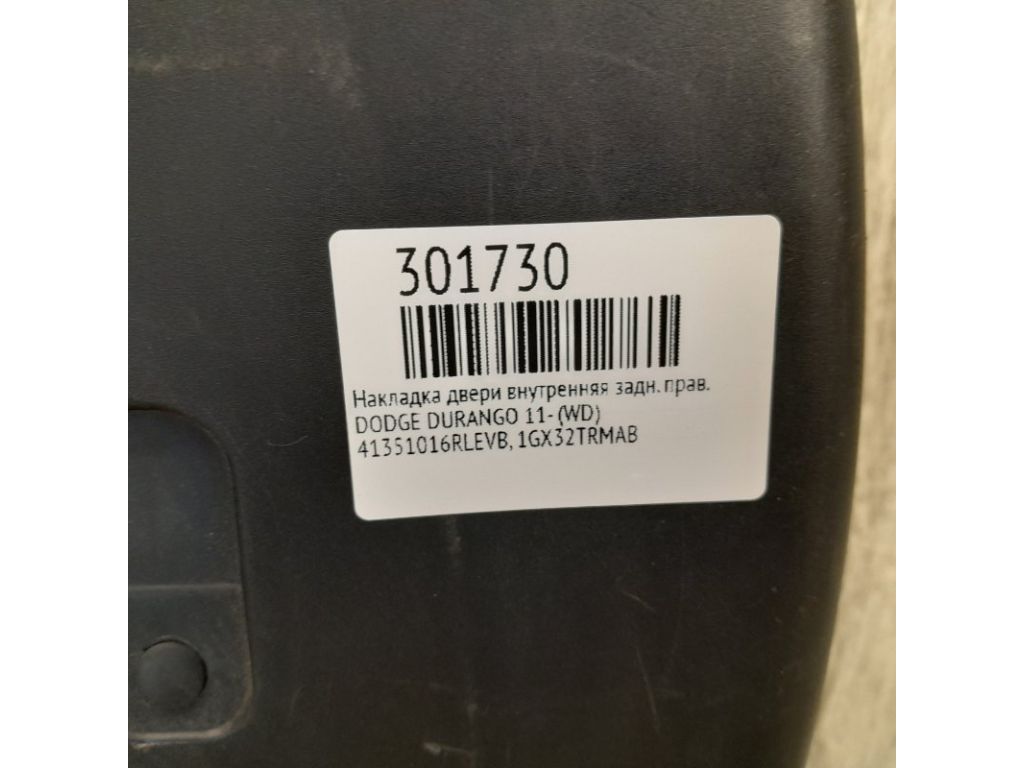 301730
Накладка двери внутренняя задн. прав.
DODGE DURANGO 11- (WD)
41351016RLEVB, 1GX32TRMAB